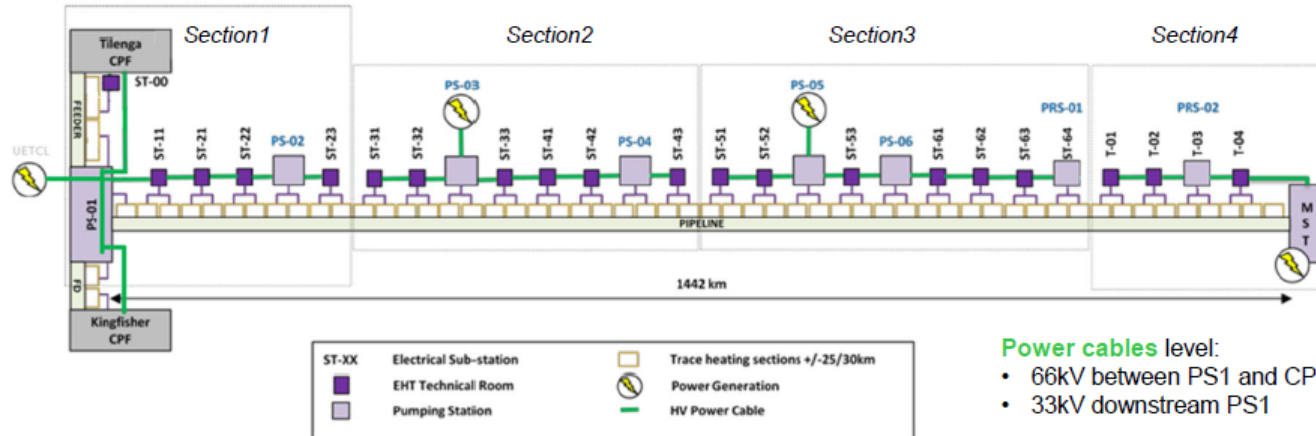 Section1
Section2
Section3
Section4
Tilenga
CPF
ST-00
FEEDER
UETCL
PS-01
FD
Kingfisher
CPF
ST-11
ST-21
ST-22
PS-02
ST-23
ST-31
ST-32
PS-03
ST-33
ST-41
ST-42
PS-04
ST-43
ST-51
ST-52
PS-05
ST-53
PS-06
ST-61
ST-62
ST-63
PRS-01
ST-64
T-01
T-02
PRS-02
T-03
T-04
MST
PIPELINE
1442 km
ST-XX Electrical Sub-station
EHT Technical Room
Pumping Station
Trace heating sections +/-25/30km
Power Generation
HV Power Cable
Power cables level:
• 66kV between PS1 and CP
• 33kV downstream PS1